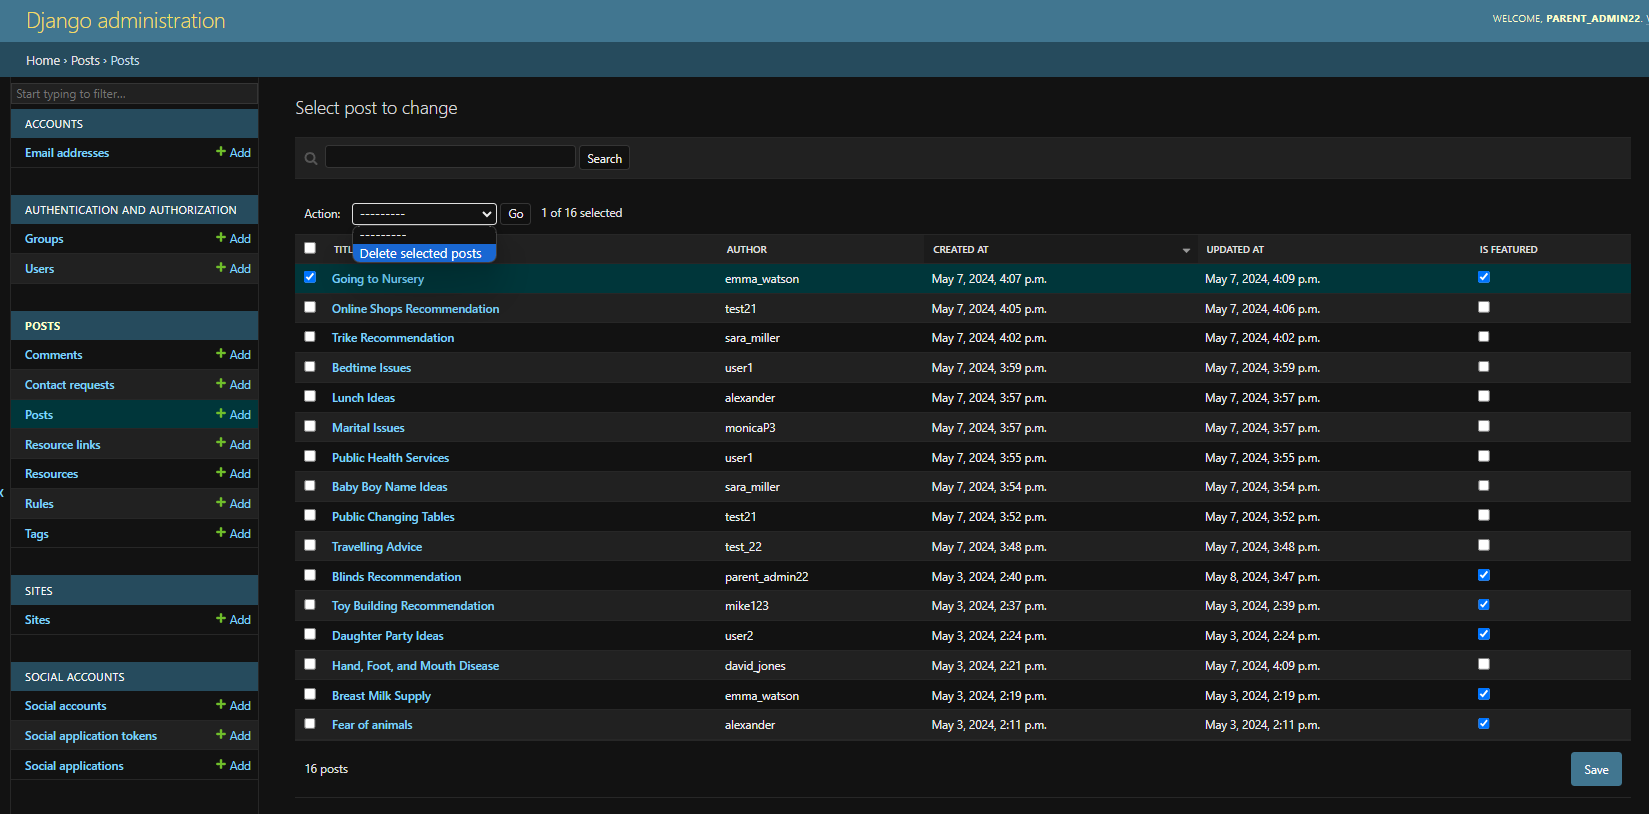 Django administration
WELCOME, PARENT_ADMIN22.
Home › Posts › Posts
Start typing to filter...
ACCOUNTS
Email addresses + Add
AUTHENTICATION AND AUTHORIZATION
Groups + Add
Users + Add
POSTS
Comments + Add
Contact requests + Add
Posts + Add
Resource links + Add
Resources + Add
Rules + Add
Tags + Add
SITES
Sites + Add
SOCIAL ACCOUNTS
Social accounts + Add
Social application tokens + Add
Social applications + Add
Select post to change
Search
Action: --------- Go 1 of 16 selected
---------
Delete selected posts
AUTHOR CREATED AT UPDATED AT IS FEATURED
Going to Nursery emma_watson May 7, 2024, 4:07 p.m. May 7, 2024, 4:09 p.m.
Online Shops Recommendation test21 May 7, 2024, 4:05 p.m. May 7, 2024, 4:06 p.m.
Trike Recommendation sara_miller May 7, 2024, 4:02 p.m. May 7, 2024, 4:02 p.m.
Bedtime Issues user1 May 7, 2024, 3:59 p.m. May 7, 2024, 3:59 p.m.
Lunch Ideas alexander May 7, 2024, 3:57 p.m. May 7, 2024, 3:57 p.m.
Marital Issues monicaP3 May 7, 2024, 3:57 p.m. May 7, 2024, 3:57 p.m.
Public Health Services user1 May 7, 2024, 3:55 p.m. May 7, 2024, 3:55 p.m.
Baby Boy Name Ideas sara_miller May 7, 2024, 3:54 p.m. May 7, 2024, 3:54 p.m.
Public Changing Tables test21 May 7, 2024, 3:52 p.m. May 7, 2024, 3:52 p.m.
Travelling Advice test_22 May 7, 2024, 3:48 p.m. May 7, 2024, 3:48 p.m.
Blinds Recommendation parent_admin22 May 3, 2024, 2:40 p.m. May 8, 2024, 3:47 p.m.
Toy Building Recommendation mike123 May 3, 2024, 2:37 p.m. May 3, 2024, 2:39 p.m.
Daughter Party Ideas user2 May 3, 2024, 2:24 p.m. May 3, 2024, 2:24 p.m.
Hand, Foot, and Mouth Disease david_jones May 3, 2024, 2:21 p.m. May 7, 2024, 4:09 p.m.
Breast Milk Supply emma_watson May 3, 2024, 2:19 p.m. May 3, 2024, 2:19 p.m.
Fear of animals alexander May 3, 2024, 2:11 p.m. May 3, 2024, 2:11 p.m.
16 posts
Save